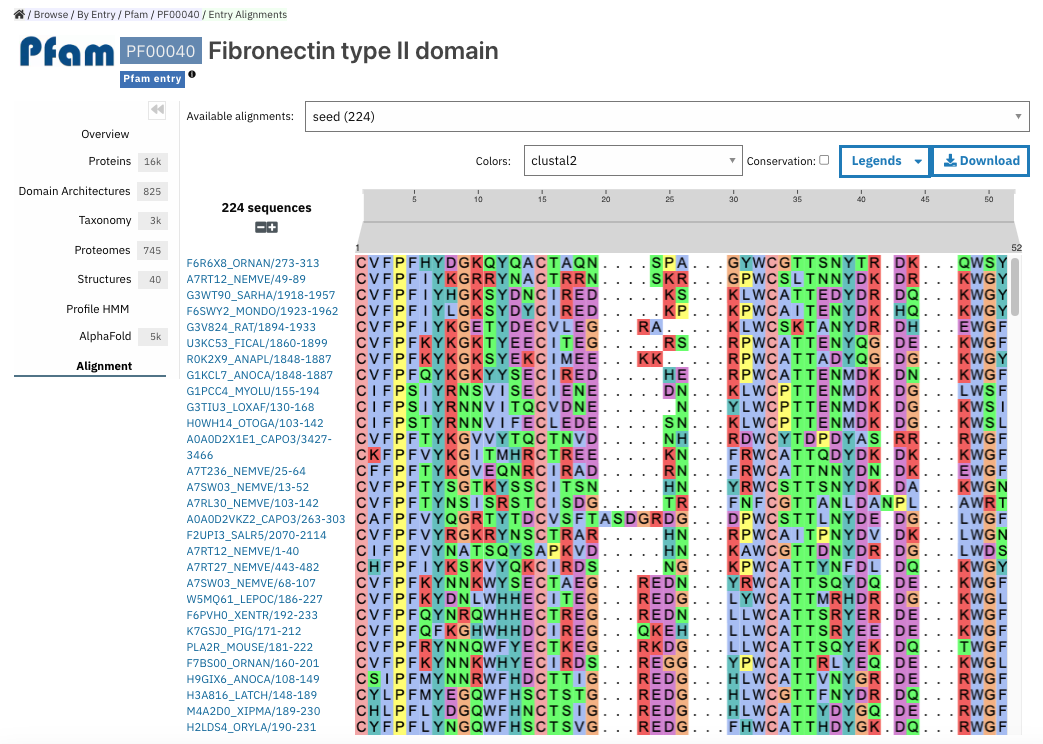 / Browse / By Entry / Pfam / PF00040 / Entry Alignments
Pfam PF00040 Fibronectin type II domain
Pfam entry
Available alignments: seed (224)
Overview
Proteins 16k
Domain Architectures 825
Taxonomy 3k
Proteomes 745
Structures 40
Profile HMM
AlphaFold 5k
Alignment
Colors: clustal2 Conservation: Legends Download
224 sequences
5 10 15 20 25 30 35 40 45 50
1 52
F6R6X8_ORNAN/273-313 CVFPFHYDGKQYQACTAQN....SPA...GYWCGTTSNYTR.DK...QWSY
A7RT12_NEMVE/49-89 CVFPFIYKGRRYNACTRRN....SKR...GPWCSLTNNYDK.DR...KWGY
G3WT90_SARHA/1918-1957 CVFPFIYHGKSYDNCIRED.....KS...KLWCATTEDYDR.DQ...KWGY
F6SWY2_MONDO/1923-1962 CVFPFIYLGKSYDYCIRED.....KP...KPWCAITENYDK.HQ...KWGY
G3V824_RAT/1894-1933 CVFPFIYKGETYDECVLEG...RA.....KLWCSKTANYDR.DH...EWGF
U3KC53_FICAL/1860-1899 CVFPFKYKGKTYEECITEG.....RS...RPWCATTENYQG.DE...RWGF
R0K2X9_ANAPL/1848-1887 CVFPFKYKGKSYEKCIMEE...KK.....RPWCATTADYQG.DG...KWGY
G1KCL7_ANOCA/1848-1887 CVFPFQYKGKYYSECIRED.....HE...RPWCATTENMDK.DN...KWGF
G1PCC4_MYOLU/155-194 CIFPSIYRNSVISECIENE.....DN...KLWCPTTENMDK.DG...LWSF
G3TIU3_LOXAF/130-168 CIFPSIYRNNVITQCVDNE......N...YLWCPTTENMDK.DG...KWSI
H0WH14_OTOGA/103-142 CIFPSTYRNNVIFECLEDE.....SN...KLWCPTTENMDK.DG...KWSL
A0A0D2X1E1_CAPO3/3427- CVFPFTYKGVVYTQCTNVD.....NH...RDWCYTDPDYAS.RR...RWGF
3466 CKFPFVYKGITMHRCTREE.....KN...FRWCATTQDYDK.DK...KWGF
A7T236_NEMVE/25-64 CFFPFTYKGVEQNRCIRAD.....RN...FRWCATTNNYDN.DK...EWGF
A7SW03_NEMVE/13-52 CVFPFTYSGTKYSSCITSN.....HN...YRWCSTTSNYDK.DA...KWGN
A7RL30_NEMVE/103-142 CVFPFTYNSISRSTCISDG.....TR...FNFCGTTANLDANPL...AWRT
A0A0D2VKZ2_CAPO3/263-303 CAFPFVYQGRTYTDCVSFTASDGRDG...DPWCSTTLNYDE.DG...LWGF
F2UPI3_SALR5/2070-2114 CVFPFVYRGKRYNSCTRAR.....HN...RPWCAITPNYDV.DK...LWGN
A7RT12_NEMVE/1-40 CIFPFVYNATSQYSAPKVD.....HN...KAWCGTTDNYDR.DG...LWDS
A7RT27_NEMVE/443-482 CHFPFIYKSKVYQKCIRDS.....NG...KPWCATTYNFDL.DQ...KWGY
A7SW03_NEMVE/68-107 CVFPFKYNNKWYSECTAEG...REDN...YRWCATTSQYDQ.DE...KWGF
W5MQ61_LEPOC/186-227 CVFPFKYDNLWHHECITEG...REDG...LYWCATTMRHDR.DG...KWGL
F6PVH0_XENTR/192-233 CVFPFQYNRQWHHCTREG...REDN...LLWCATTSRYER.DE...KWGF
K7GSJ0_PIG/171-212 CVFPFQFKGHWHHDCIREG...QKEH...LLWCATTSRYEE.DE...KWGF
PLA2R_MOUSE/181-222 CVFPFRYNNQWFYECTKEG...RKDG...LLWCATTSQYEK.DQ...TWGL
F7BS00_ORNAN/160-201 CVFPFKYNNKWHYECIRDS...REGG...YPWCATTRLYEQ.DE...KWGF
H9GIX6_ANOCA/108-149 CSIPFMYNNRWFHDCTTIG...REDG...HLWCATTVNYGR.DE...KWGF
H3A816_LATCH/148-189 CYLPFMYEGQWFHSCTSTG...REDG...HLWCGTTFNYDR.DQ...RWGF
M4A2D0_XIPMA/189-230 CHLPFLYDGQWFHNCTSIG...REDG...HLWCATTYDYGQ.DE...RWGF
H2LDS4_ORYLA/190-231 CYFPFLYNGQWFHSCTSVG...REDG...FHWCATTHDYGK.DQ...RWGF